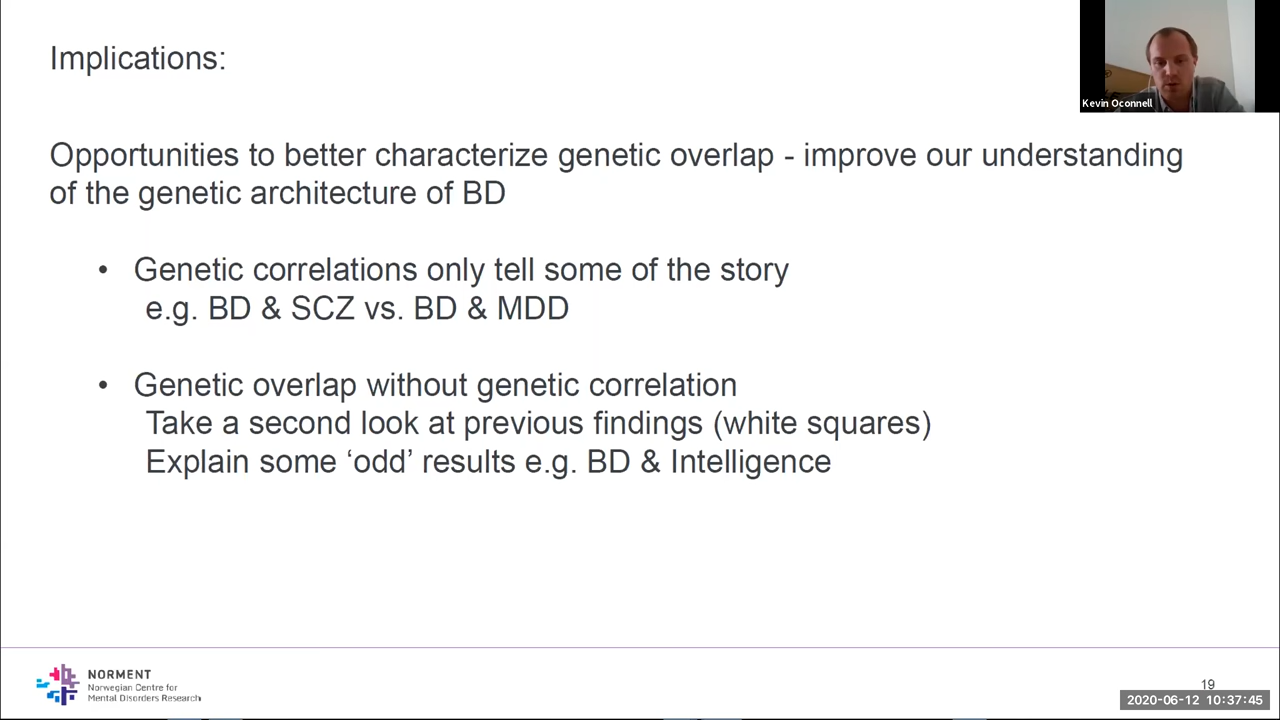 Implications:
Kevin Oconnell
Opportunities to better characterize genetic overlap - improve our understanding
of the genetic architecture of BD
• Genetic correlations only tell some of the story
e.g. BD & SCZ vs. BD & MDD
• Genetic overlap without genetic correlation
Take a second look at previous findings (white squares)
Explain some ‘odd’ results e.g. BD & Intelligence
NORMENT
Norwegian Centre for
Mental Disorders Research
19
2020-06-12 10:37:45